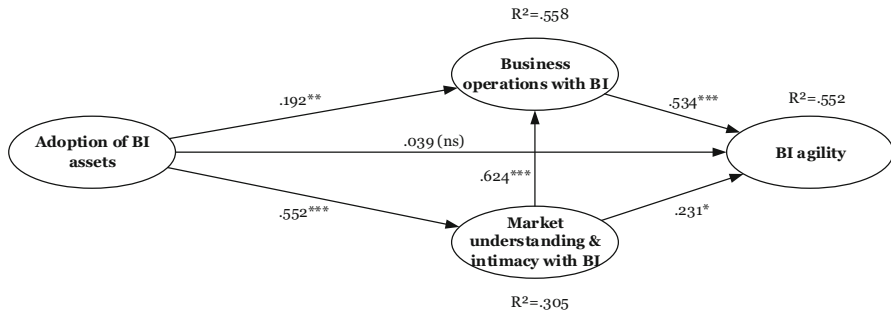 R²=.558
Business
operations with BI
.192**
.534***
R²=.552
Adoption of BI
assets
.039 (ns)
BI agility
.624***
.552***
.231*
Market
understanding &
intimacy with BI
R²=.305